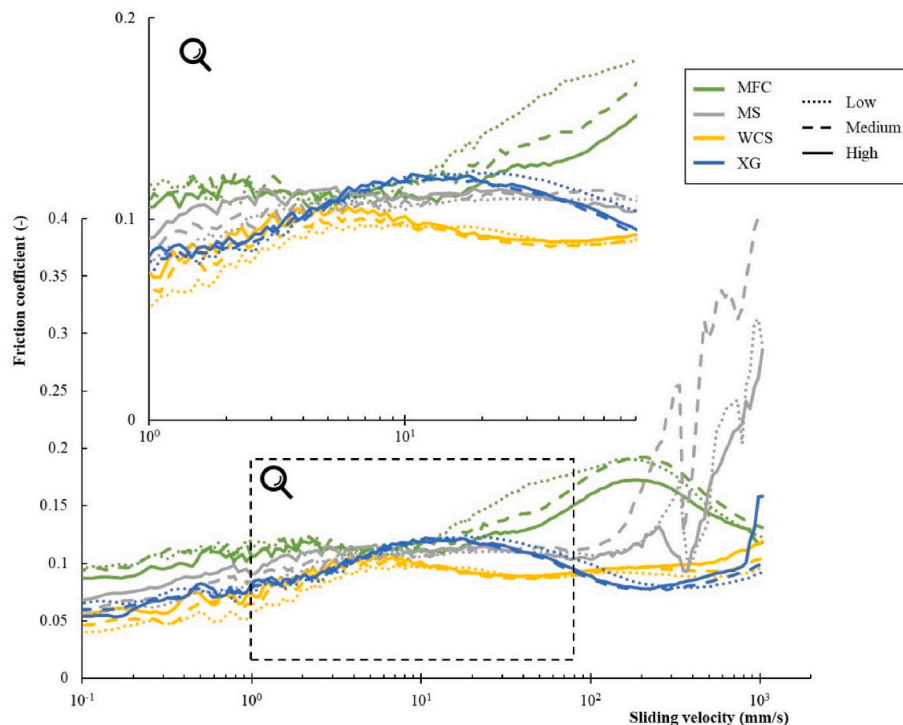 0.2
0.1
0
10⁰
10¹
MFC
MS
WCS
XG
Low
Medium
High
Friction coefficient (-)
0.4
0.35
0.3
0.25
0.2
0.15
0.1
0.05
0
10⁻¹
10⁰
10¹
10²
10³
Sliding velocity (mm/s)